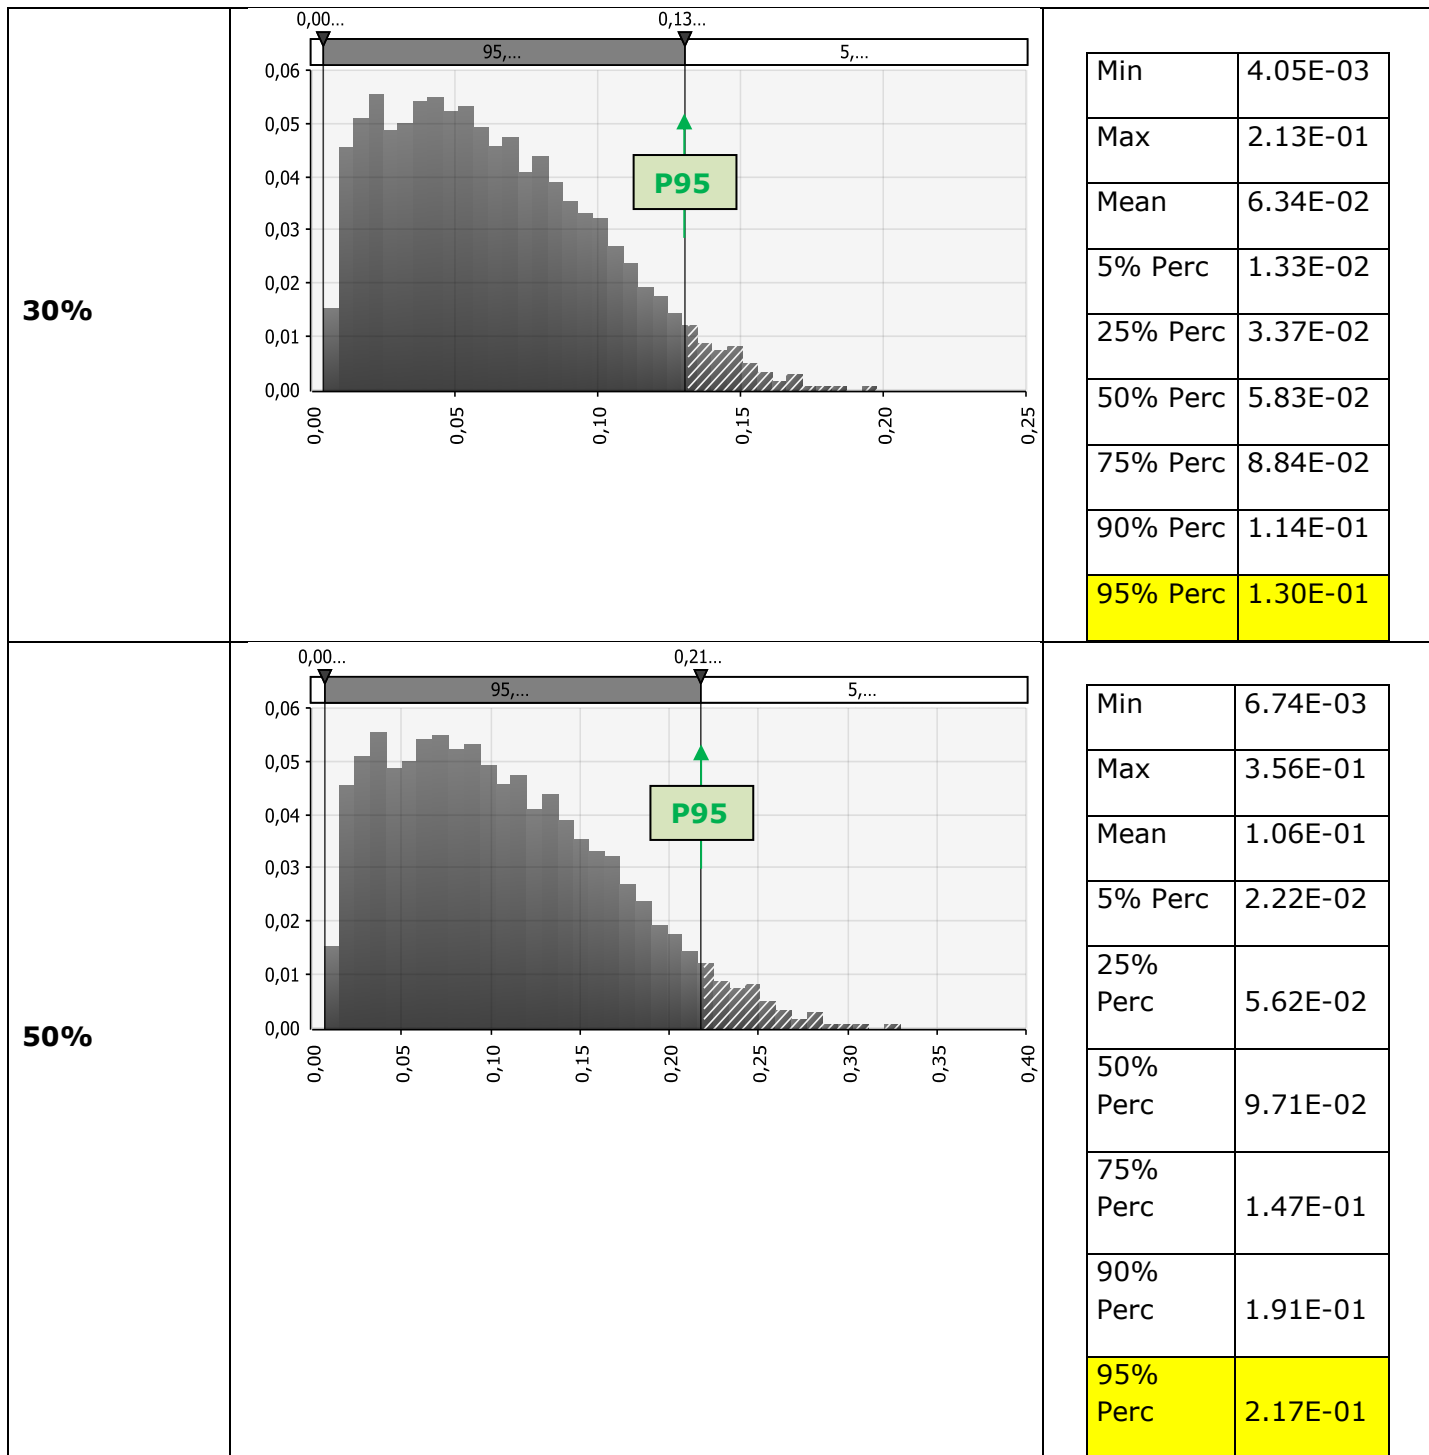 30%
0,00... 0,13...
95,... 5,...
0,06
0,05
0,04
0,03
0,02
0,01
0,00
P95
0,00 0,05 0,10 0,15 0,20 0,25
Min 4.05E-03
Max 2.13E-01
Mean 6.34E-02
5% Perc 1.33E-02
25% Perc 3.37E-02
50% Perc 5.83E-02
75% Perc 8.84E-02
90% Perc 1.14E-01
95% Perc 1.30E-01
50%
0,00... 0,21...
95,... 5,...
0,06
0,05
0,04
0,03
0,02
0,01
0,00
P95
0,00 0,05 0,10 0,15 0,20 0,25 0,30 0,35 0,40
Min 6.74E-03
Max 3.56E-01
Mean 1.06E-01
5% Perc 2.22E-02
25%
Perc 5.62E-02
50%
Perc 9.71E-02
75%
Perc 1.47E-01
90%
Perc 1.91E-01
95%
Perc 2.17E-01